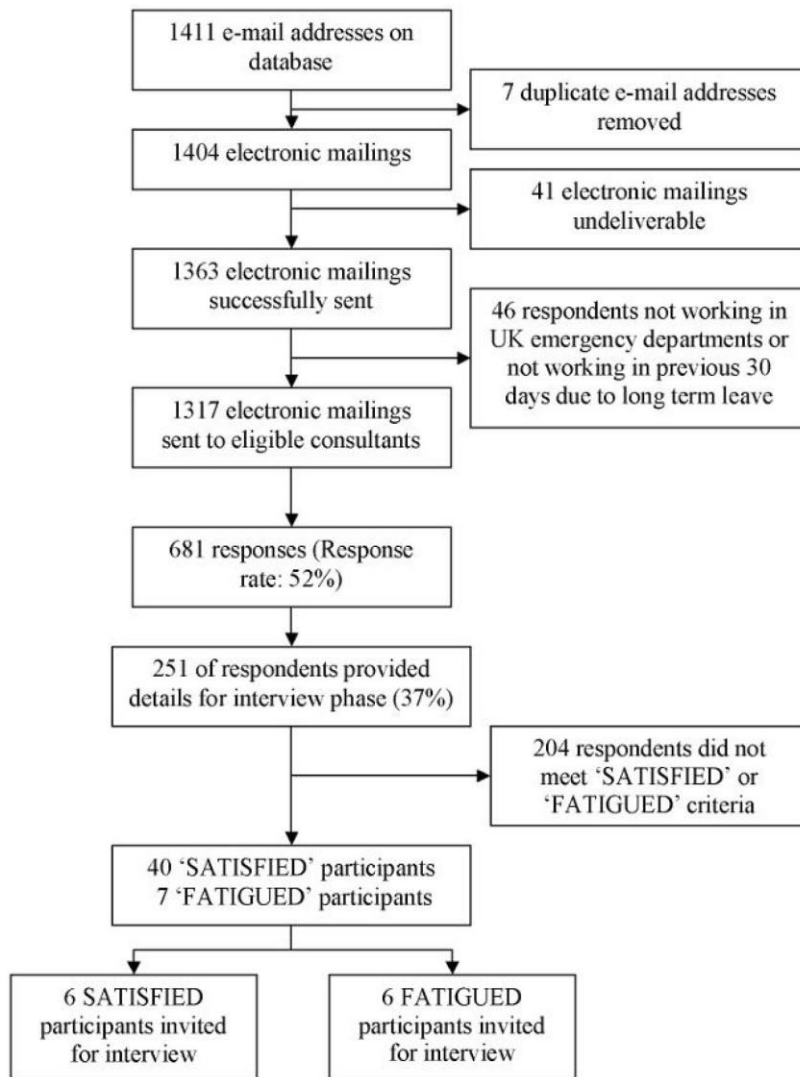 1411 e-mail addresses on
database
7 duplicate e-mail addresses
removed
1404 electronic mailings
41 electronic mailings
undeliverable
1363 electronic mailings
successfully sent
46 respondents not working in
UK emergency departments or
not working in previous 30
days due to long term leave
1317 electronic mailings
sent to eligible consultants
681 responses (Response
rate: 52%)
251 of respondents provided
details for interview phase (37%)
204 respondents did not
meet ‘SATISFIED’ or
‘FATIGUED’ criteria
40 ‘SATISFIED’ participants
7 ‘FATIGUED’ participants
6 SATISFIED
participants invited
for interview
6 FATIGUED
participants invited
for interview